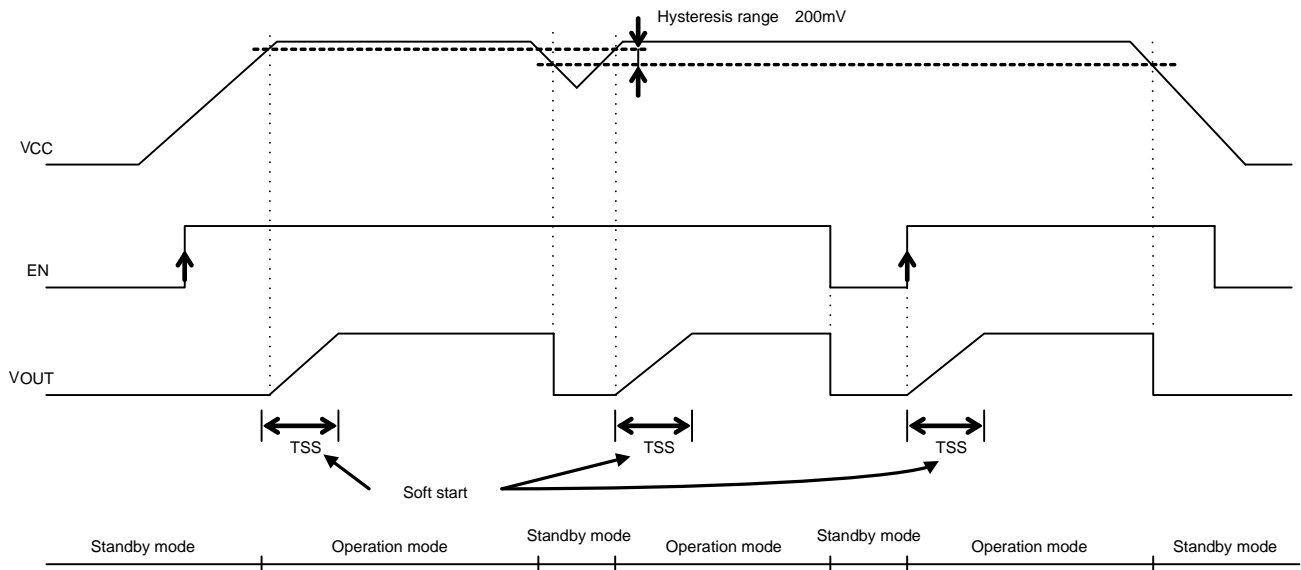 Hysteresis range 200mV
VCC
EN
VOUT
TSS
TSS
TSS
Soft start
Standby mode
Operation mode
Standby mode
Operation mode
Standby mode
Operation mode
Standby mode